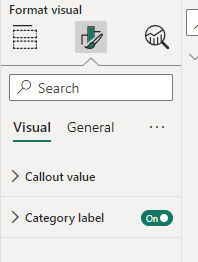 Format visual
Search
Visual General ...
Callout value
Category label On